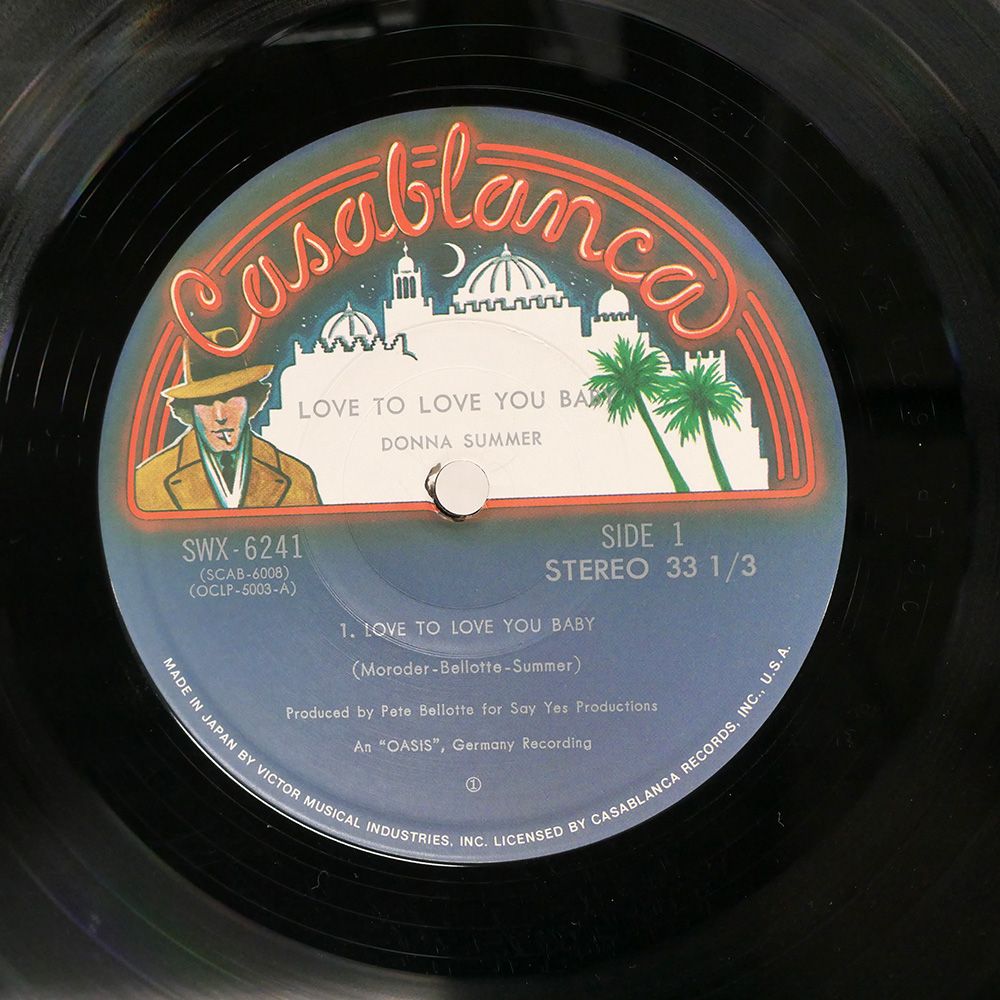 Casablanca
LOVE TO LOVE YOU BABY
DONNA SUMMER
SWX-6241
(SCAB-6008)
(OCLP-5003-A)
SIDE 1
STEREO 33 1/3
1. LOVE TO LOVE YOU BABY
(Moroder-Bellotte-Summer)
Produced by Pete Bellotte for Say Yes Productions
An "OASIS", Germany Recording
①
MADE IN JAPAN BY VICTOR MUSICAL INDUSTRIES, INC. LICENSED BY CASABLANCA RECORDS, INC., U.S.A.